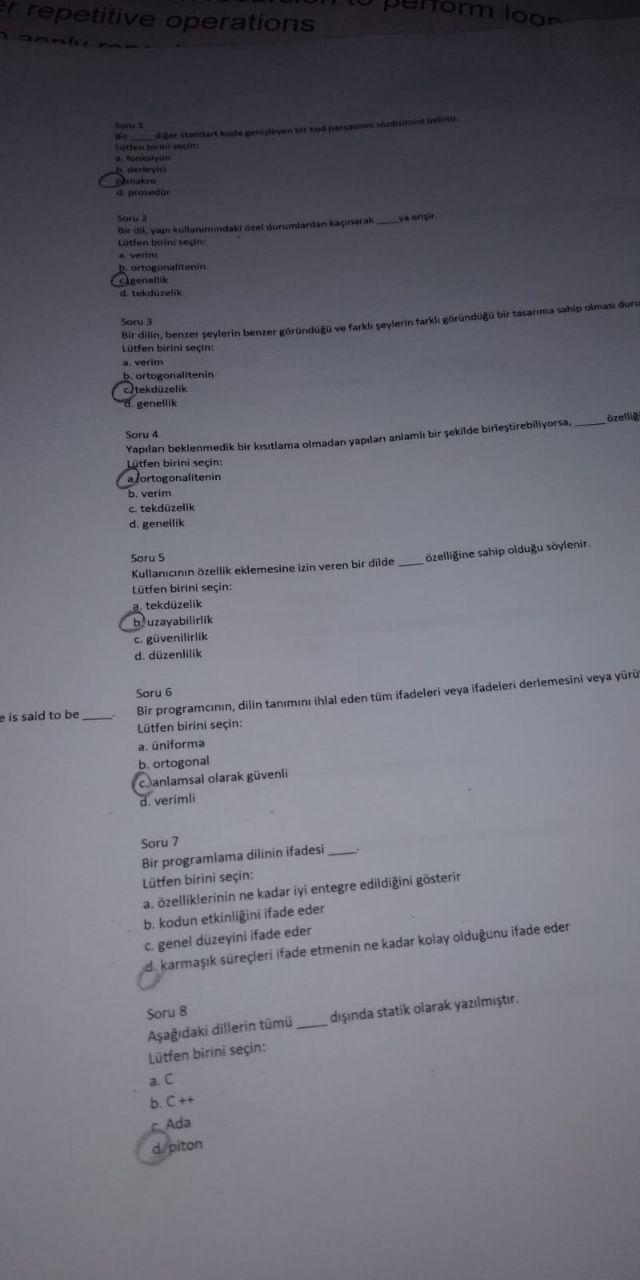 er repetitive operations
to perform loop
Soru 1
Bir ____ diğer standart koda genişleyen bir kod parçasının sözdizimini belirtir.
Lütfen birini seçin:
a. fonksiyon
b. derleyici
c. makro
d. prosedür
Soru 2
Bir dil, yapı kullanımındaki özel durumlardan kaçınarak ____ya erişir.
Lütfen birini seçin:
a. verim
b. ortogonalitenin
c. genellik
d. tekdüzelik
Soru 3
Bir dilin, benzer şeylerin benzer göründüğü ve farklı şeylerin farklı göründüğü bir tasarıma sahip olması duru
Lütfen birini seçin:
a. verim
b. ortogonalitenin
c. tekdüzelik
d. genellik
Soru 4
Yapıları beklenmedik bir kısıtlama olmadan yapıları anlamlı bir şekilde birleştirebiliyorsa, ____ özelliği
Lütfen birini seçin:
a. ortogonalitenin
b. verim
c. tekdüzelik
d. genellik
Soru 5
Kullanıcının özellik eklemesine izin veren bir dilde ____ özelliğine sahip olduğu söylenir.
Lütfen birini seçin:
a. tekdüzelik
b. uzayabilirlik
c. güvenilirlik
d. düzenlilik
Soru 6
e is said to be ____.
Bir programcının, dilin tanımını ihlal eden tüm ifadeleri veya ifadeleri derlemesini veya yürü
Lütfen birini seçin:
a. üniforma
b. ortogonal
c. anlamsal olarak güvenli
d. verimli
Soru 7
Bir programlama dilinin ifadesi ____.
Lütfen birini seçin:
a. özelliklerinin ne kadar iyi entegre edildiğini gösterir
b. kodun etkinliğini ifade eder
c. genel düzeyini ifade eder
d. karmaşık süreçleri ifade etmenin ne kadar kolay olduğunu ifade eder
Soru 8
Aşağıdaki dillerin tümü ____ dışında statik olarak yazılmıştır.
Lütfen birini seçin:
a. C
b. C ++
c. Ada
d. piton